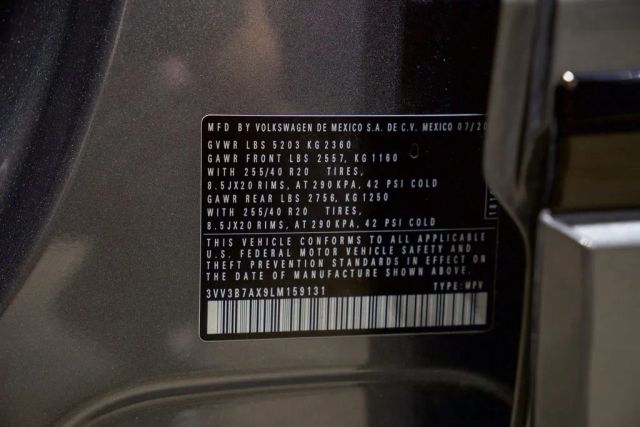 MFD BY VOLKSWAGEN DE MEXICO S.A. DE C.V. MEXICO 07/20
GVWR LBS 5203 KG 2360
GAWR FRONT LBS 2557, KG 1160
WITH 255/40 R20 TIRES,
8.5JX20 RIMS, AT 290 KPA, 42 PSI COLD
GAWR REAR LBS 2756, KG 1250
WITH 255/40 R20 TIRES,
8.5JX20 RIMS, AT 290 KPA, 42 PSI COLD
THIS VEHICLE CONFORMS TO ALL APPLICABLE
U.S. FEDERAL MOTOR VEHICLE SAFETY AND
THEFT PREVENTION STANDARDS IN EFFECT ON
THE DATE OF MANUFACTURE SHOWN ABOVE.
3VV3B7AX9LM159131 TYPE: MPV